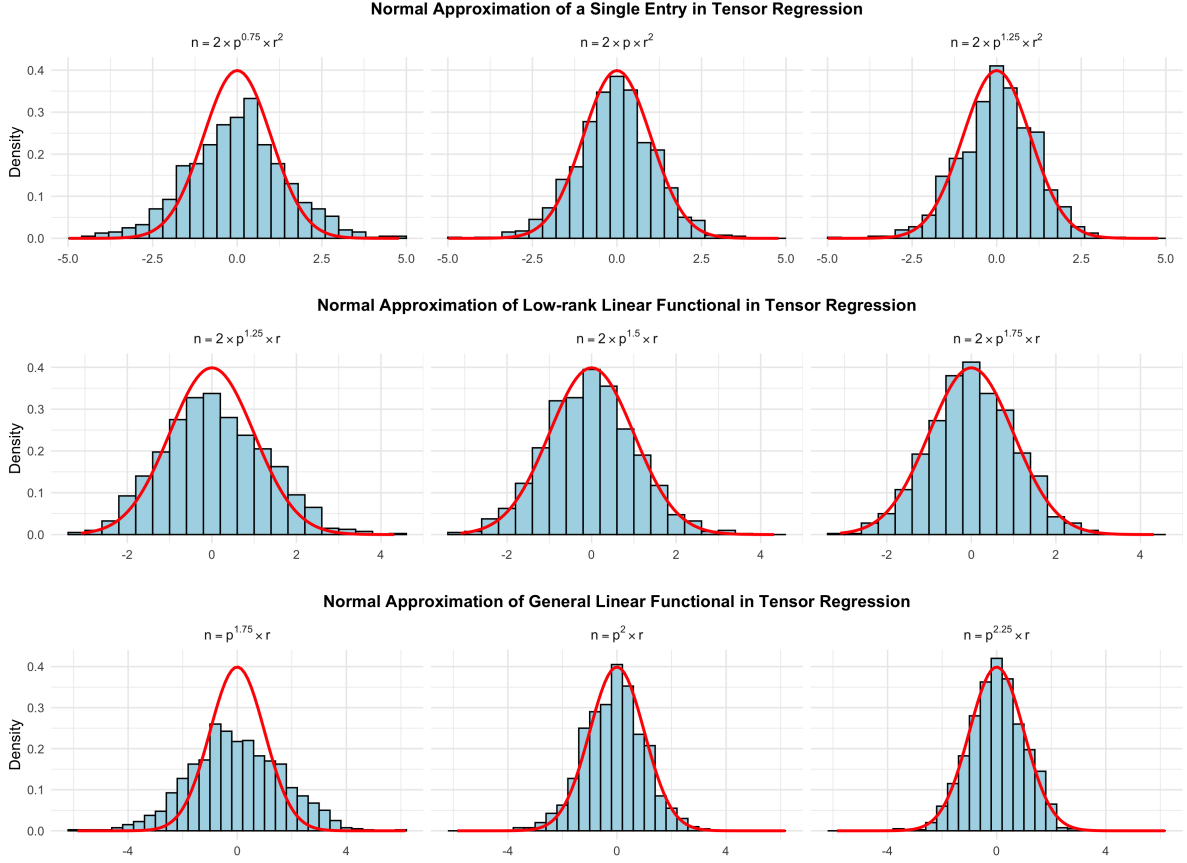 Normal Approximation of a Single Entry in Tensor Regression
n = 2 × p^0.75 × r^2
n = 2 × p × r^2
n = 2 × p^1.25 × r^2
Density
0.4
0.3
0.2
0.1
0.0
-5.0 -2.5 0.0 2.5 5.0
-5.0 -2.5 0.0 2.5 5.0
-5.0 -2.5 0.0 2.5 5.0
Normal Approximation of Low-rank Linear Functional in Tensor Regression
n = 2 × p^1.25 × r
n = 2 × p^1.5 × r
n = 2 × p^1.75 × r
Density
0.4
0.3
0.2
0.1
0.0
-2 0 2 4
-2 0 2 4
-2 0 2 4
Normal Approximation of General Linear Functional in Tensor Regression
n = p^1.75 × r
n = p^2 × r
n = p^2.25 × r
Density
0.4
0.3
0.2
0.1
0.0
-4 0 4
-4 0 4
-4 0 4